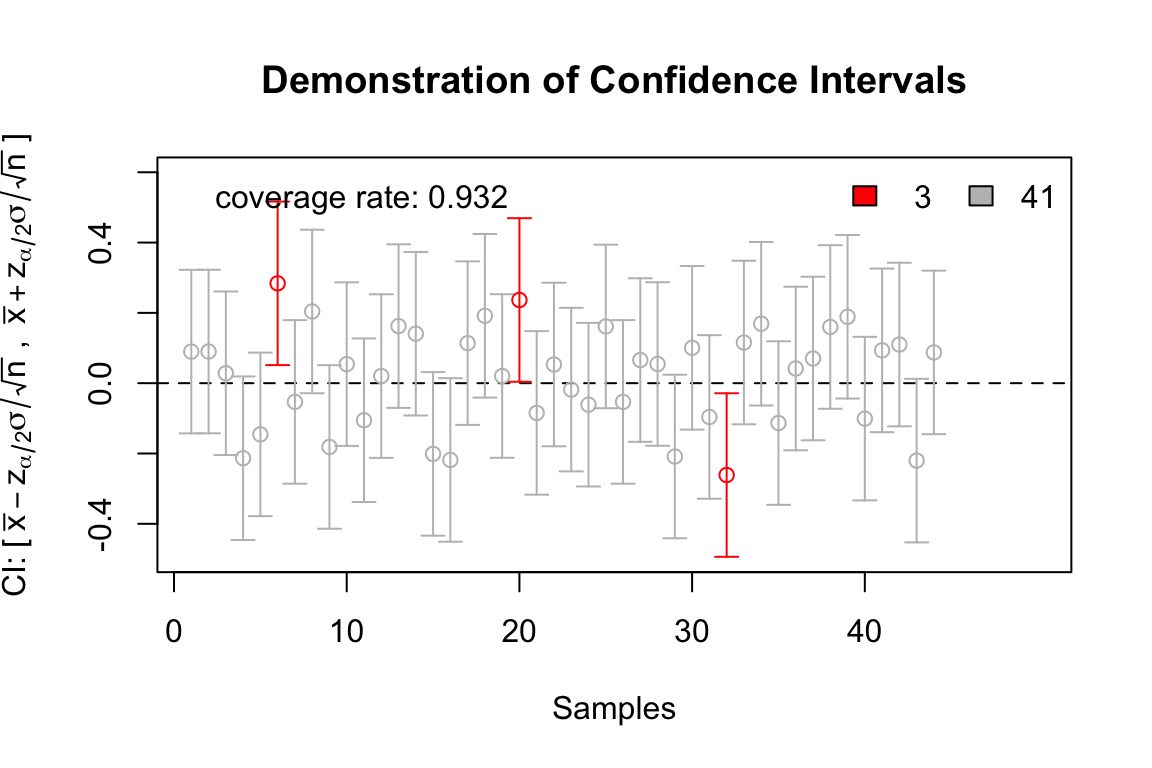 Demonstration of Confidence Intervals
coverage rate: 0.932
3
41
CI: [ x̅ − zα/2σ/√n , x̅ + zα/2σ/√n ]
0.4
0.0
-0.4
0 10 20 30 40
Samples